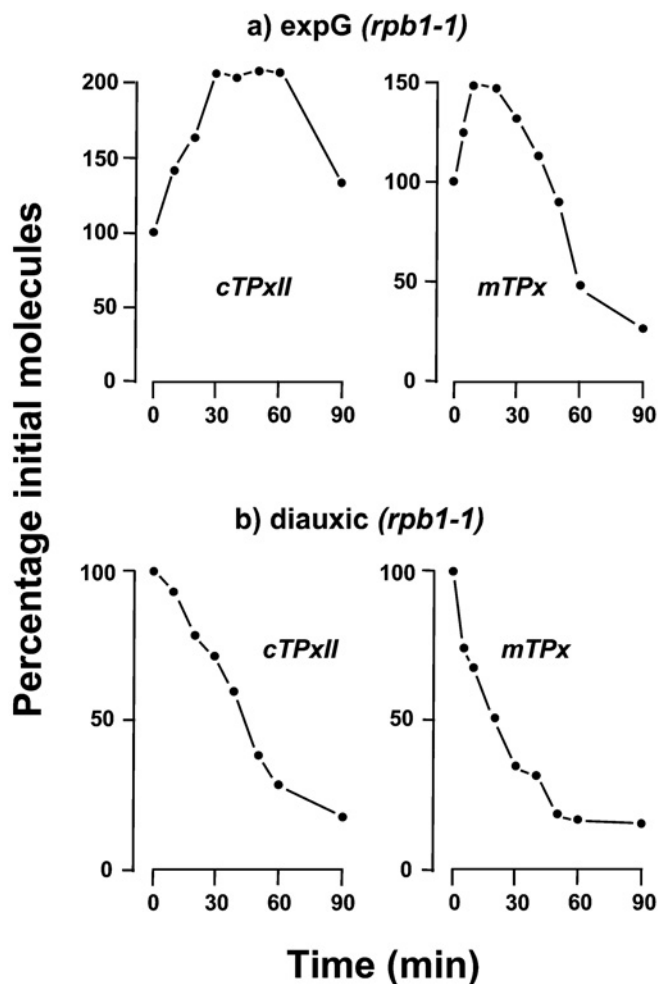 a) expG (rpb1-1)
200
150
100
50
0
cTPxII
0 30 60 90
150
100
50
0
mTPx
0 30 60 90
Percentage initial molecules
b) diauxic (rpb1-1)
100
50
0
cTPxII
0 30 60 90
100
50
0
mTPx
0 30 60 90
Time (min)